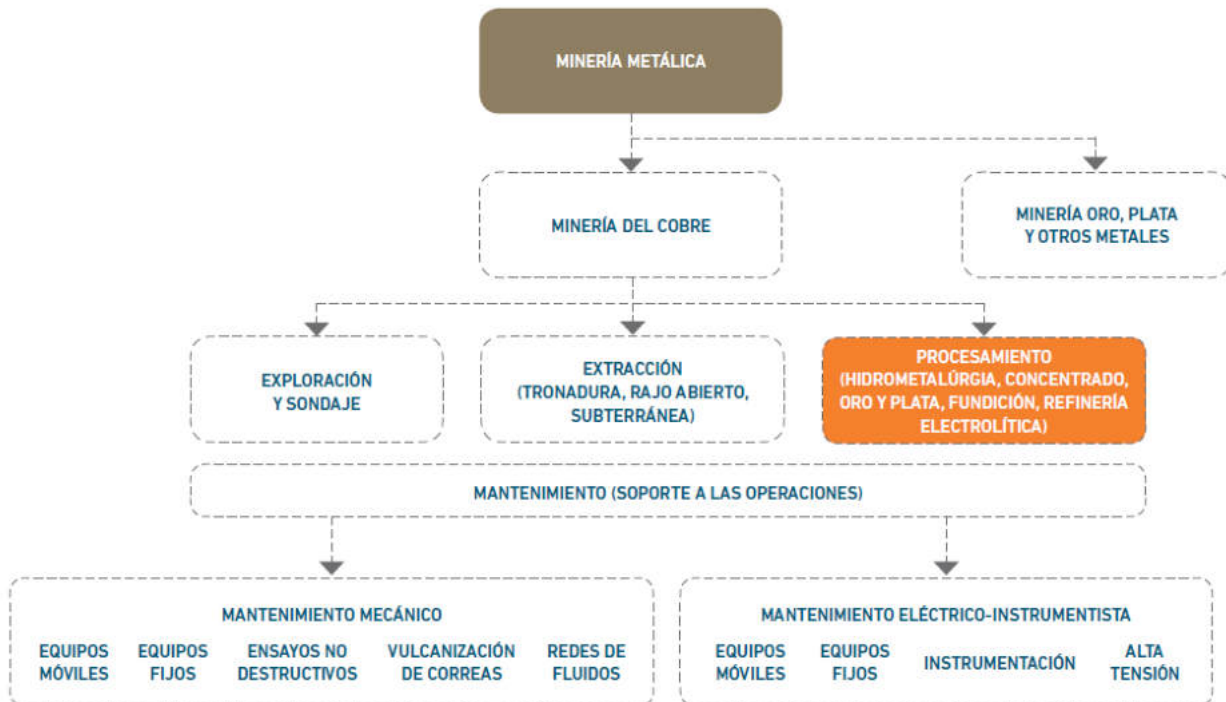 MINERÍA METÁLICA
MINERÍA DEL COBRE
MINERÍA ORO, PLATA
Y OTROS METALES
EXPLORACIÓN
Y SONDAJE
EXTRACCIÓN
(TRONADURA, RAJO ABIERTO,
SUBTERRÁNEA)
PROCESAMIENTO
(HIDROMETALÚRGIA, CONCENTRADO,
ORO Y PLATA, FUNDICIÓN, REFINERÍA
ELECTROLÍTICA)
MANTENIMIENTO (SOPORTE A LAS OPERACIONES)
MANTENIMIENTO MECÁNICO
EQUIPOS
MÓVILES
EQUIPOS
FIJOS
ENSAYOS NO
DESTRUCTIVOS
VULCANIZACIÓN
DE CORREAS
REDES DE
FLUIDOS
MANTENIMIENTO ELÉCTRICO-INSTRUMENTISTA
EQUIPOS
MÓVILES
EQUIPOS
FIJOS
INSTRUMENTACIÓN
ALTA
TENSIÓN